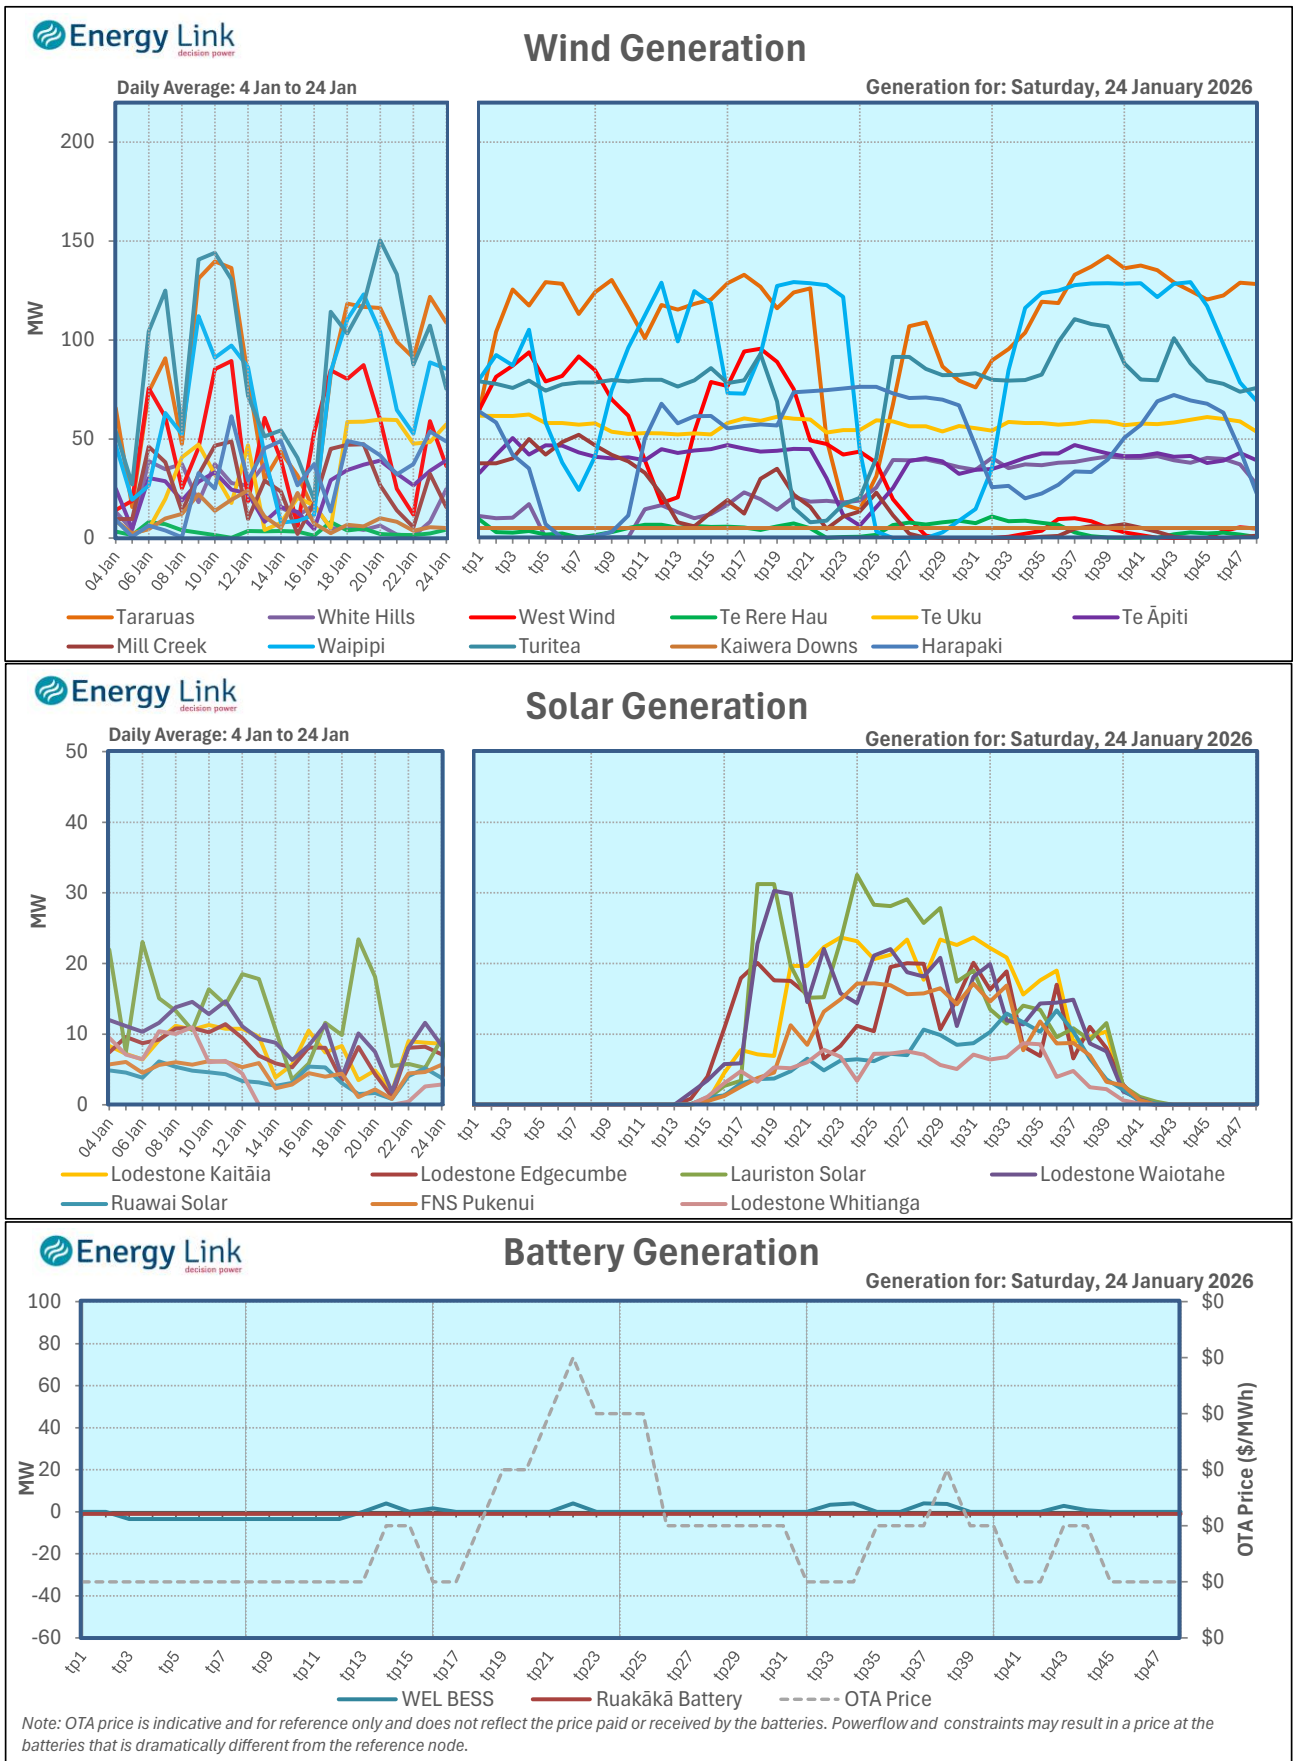 Energy Link
decision power
Wind Generation
Daily Average: 4 Jan to 24 Jan
Generation for: Saturday, 24 January 2026
MW
200
150
100
50
0
04 Jan
06 Jan
08 Jan
10 Jan
12 Jan
14 Jan
16 Jan
18 Jan
20 Jan
22 Jan
24 Jan
tp1
tp3
tp5
tp7
tp9
tp11
tp13
tp15
tp17
tp19
tp21
tp23
tp25
tp27
tp29
tp31
tp33
tp35
tp37
tp39
tp41
tp43
tp45
tp47
Tararuas White Hills West Wind Te Rere Hau Te Uku Te Āpiti
Mill Creek Waipipi Turitea Kaiwera Downs Harapaki
Energy Link
decision power
Solar Generation
Daily Average: 4 Jan to 24 Jan
Generation for: Saturday, 24 January 2026
MW
50
40
30
20
10
0
04 Jan
06 Jan
08 Jan
10 Jan
12 Jan
14 Jan
16 Jan
18 Jan
20 Jan
22 Jan
24 Jan
tp1
tp3
tp5
tp7
tp9
tp11
tp13
tp15
tp17
tp19
tp21
tp23
tp25
tp27
tp29
tp31
tp33
tp35
tp37
tp39
tp41
tp43
tp45
tp47
Lodestone Kaitāia Lodestone Edgecumbe Lauriston Solar Lodestone Waiotahe
Ruawai Solar FNS Pukenui Lodestone Whitianga
Energy Link
decision power
Battery Generation
Generation for: Saturday, 24 January 2026
MW
100
80
60
40
20
0
-20
-40
-60
$0
$0
$0
$0
$0
$0
$0
OTA Price ($/MWh)
tp1
tp3
tp5
tp7
tp9
tp11
tp13
tp15
tp17
tp19
tp21
tp23
tp25
tp27
tp29
tp31
tp33
tp35
tp37
tp39
tp41
tp43
tp45
tp47
WEL BESS Ruakākā Battery OTA Price
Note: OTA price is indicative and for reference only and does not reflect the price paid or received by the batteries. Powerflow and constraints may result in a price at the
batteries that is dramatically different from the reference node.